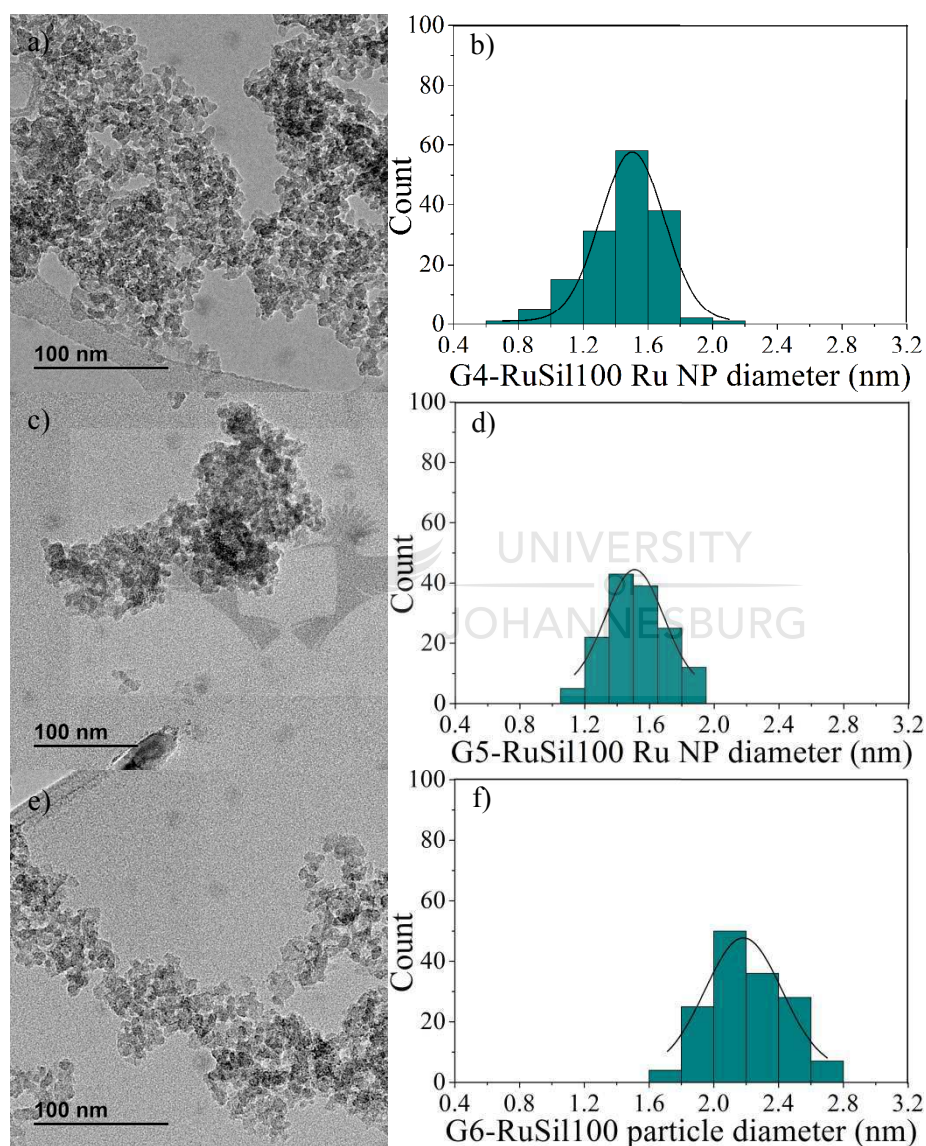 a)
100 nm
b)
100
80
60
40
20
0
Count
0.4 0.8 1.2 1.6 2.0 2.4 2.8 3.2
G4-RuSil100 Ru NP diameter (nm)
c)
100 nm
d)
100
80
60
40
20
0
Count
0.4 0.8 1.2 1.6 2.0 2.4 2.8 3.2
G5-RuSil100 Ru NP diameter (nm)
UNIVERSITY
OF
JOHANNESBURG
e)
100 nm
f)
100
80
60
40
20
0
Count
0.4 0.8 1.2 1.6 2.0 2.4 2.8 3.2
G6-RuSil100 particle diameter (nm)